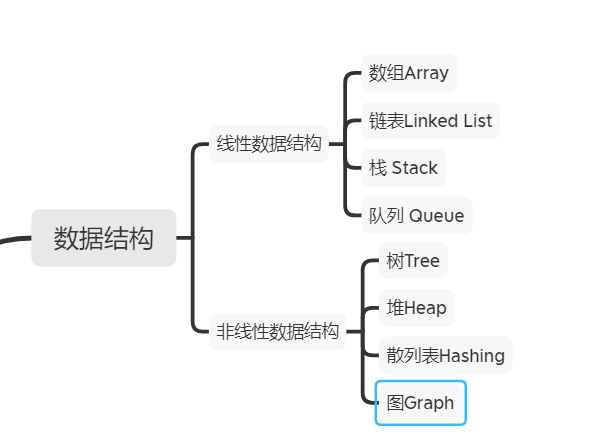 数据结构
线性数据结构
数组Array
链表Linked List
栈 Stack
队列 Queue
非线性数据结构
树Tree
堆Heap
散列表Hashing
图Graph